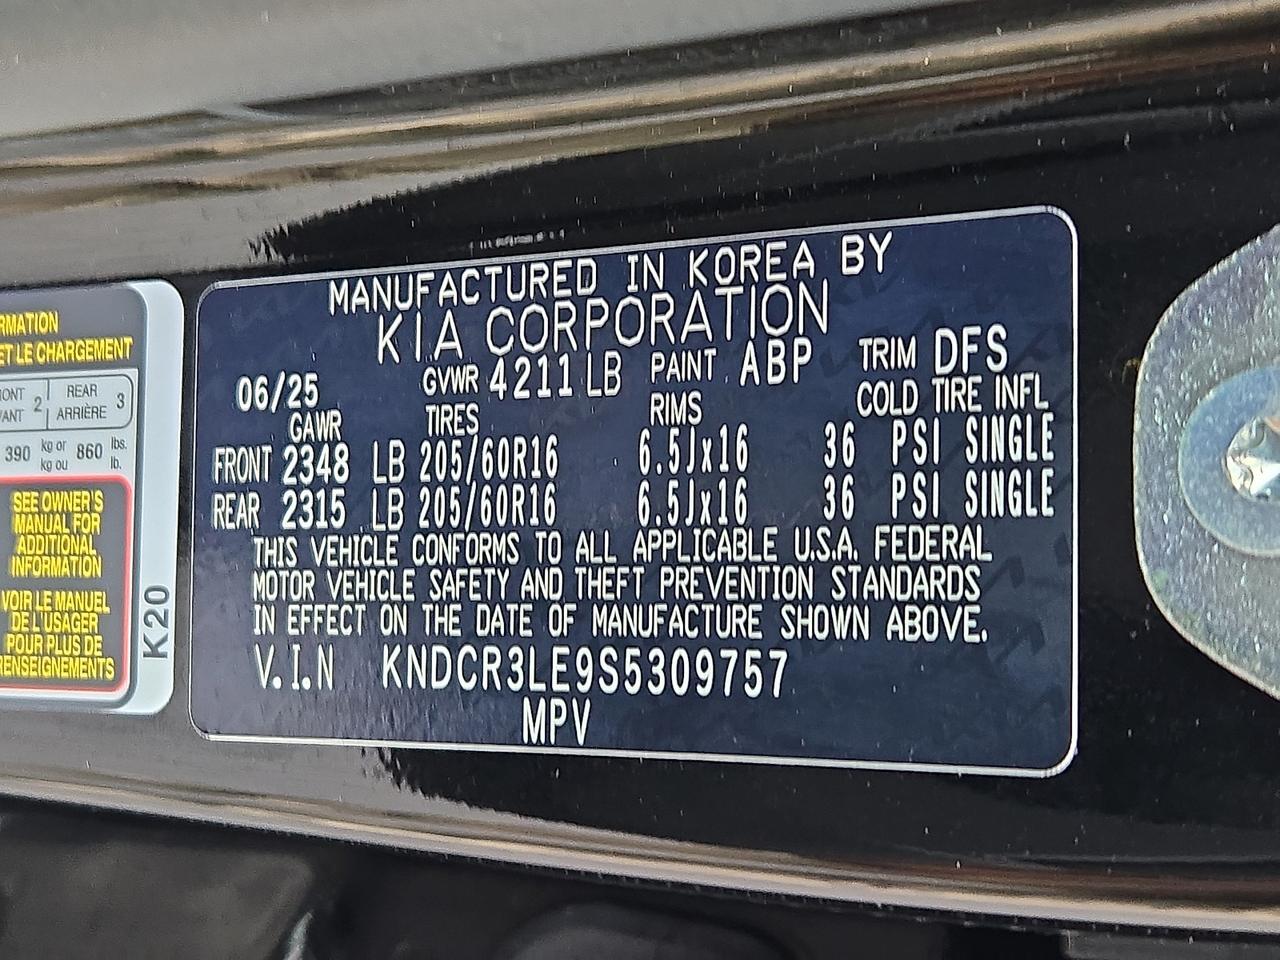 RMATION
ET LE CHARGEMENT
ONT 2 REAR 3
ANT ARRIÈRE
390 kg or 860 lbs.
kg ou lb.
SEE OWNER'S
MANUAL FOR
ADDITIONAL
INFORMATION
VOIR LE MANUEL
DE L'USAGER
POUR PLUS DE
RENSEIGNEMENTS
K20
MANUFACTURED IN KOREA BY
KIA CORPORATION
06/25 GVWR 4211 LB PAINT ABP TRIM DFS
GAWR TIRES RIMS COLD TIRE INFL
FRONT 2348 LB 205/60R16 6.5Jx16 36 PSI SINGLE
REAR 2315 LB 205/60R16 6.5Jx16 36 PSI SINGLE
THIS VEHICLE CONFORMS TO ALL APPLICABLE U.S.A. FEDERAL
MOTOR VEHICLE SAFETY AND THEFT PREVENTION STANDARDS
IN EFFECT ON THE DATE OF MANUFACTURE SHOWN ABOVE.
V.I.N KNDCR3LE9S5309757
MPV